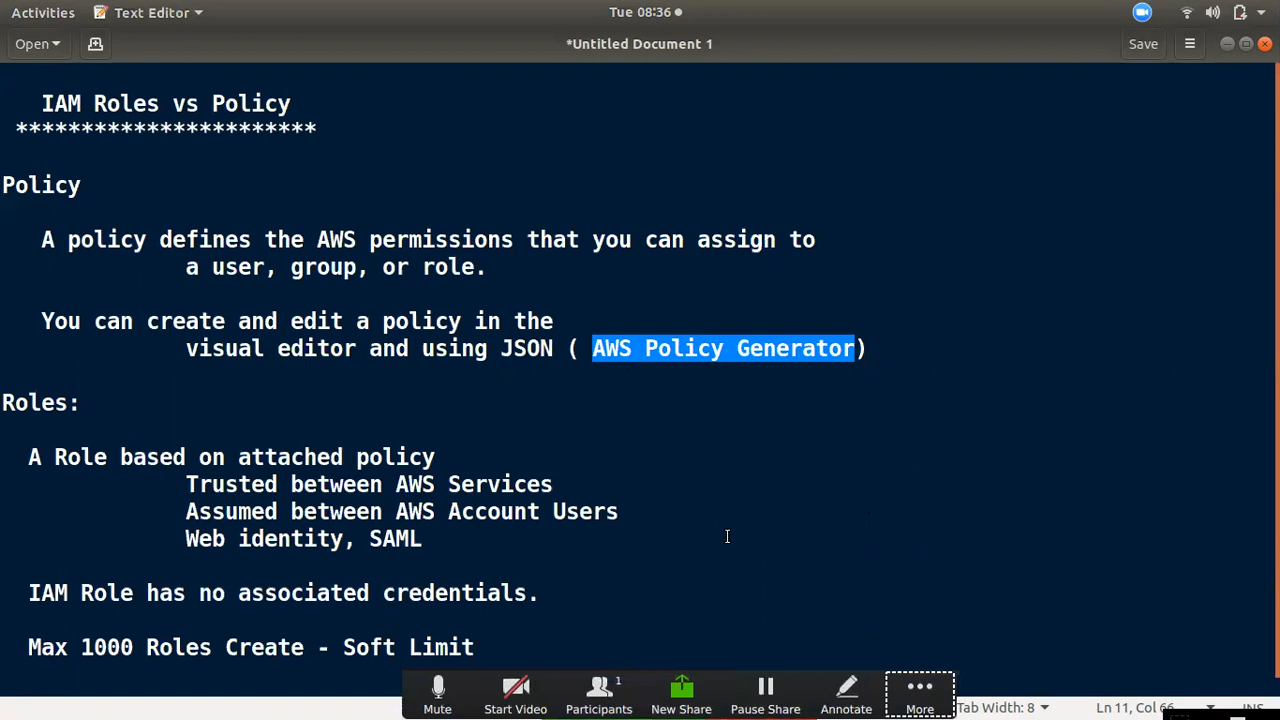 Activities Text Editor Tue 08:36
Open *Untitled Document 1 Save
IAM Roles vs Policy
***********************
Policy
A policy defines the AWS permissions that you can assign to
a user, group, or role.
You can create and edit a policy in the
visual editor and using JSON ( AWS Policy Generator)
Roles:
A Role based on attached policy
Trusted between AWS Services
Assumed between AWS Account Users
Web identity, SAML
IAM Role has no associated credentials.
Max 1000 Roles Create - Soft Limit
1
Mute Start Video Participants New Share Pause Share Annotate More
Tab Width: 8 Ln 11, Col 66 INS